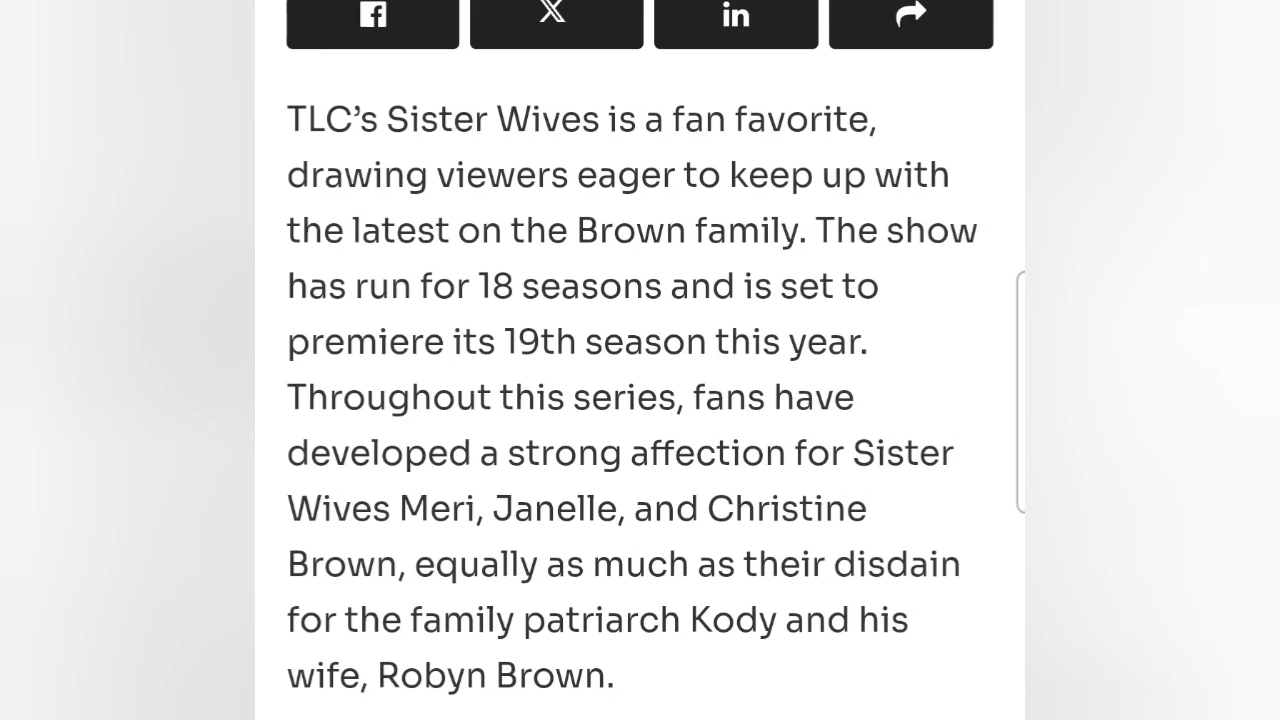 TLC’s Sister Wives is a fan favorite,
drawing viewers eager to keep up with
the latest on the Brown family. The show
has run for 18 seasons and is set to
premiere its 19th season this year.
Throughout this series, fans have
developed a strong affection for Sister
Wives Meri, Janelle, and Christine
Brown, equally as much as their disdain
for the family patriarch Kody and his
wife, Robyn Brown.